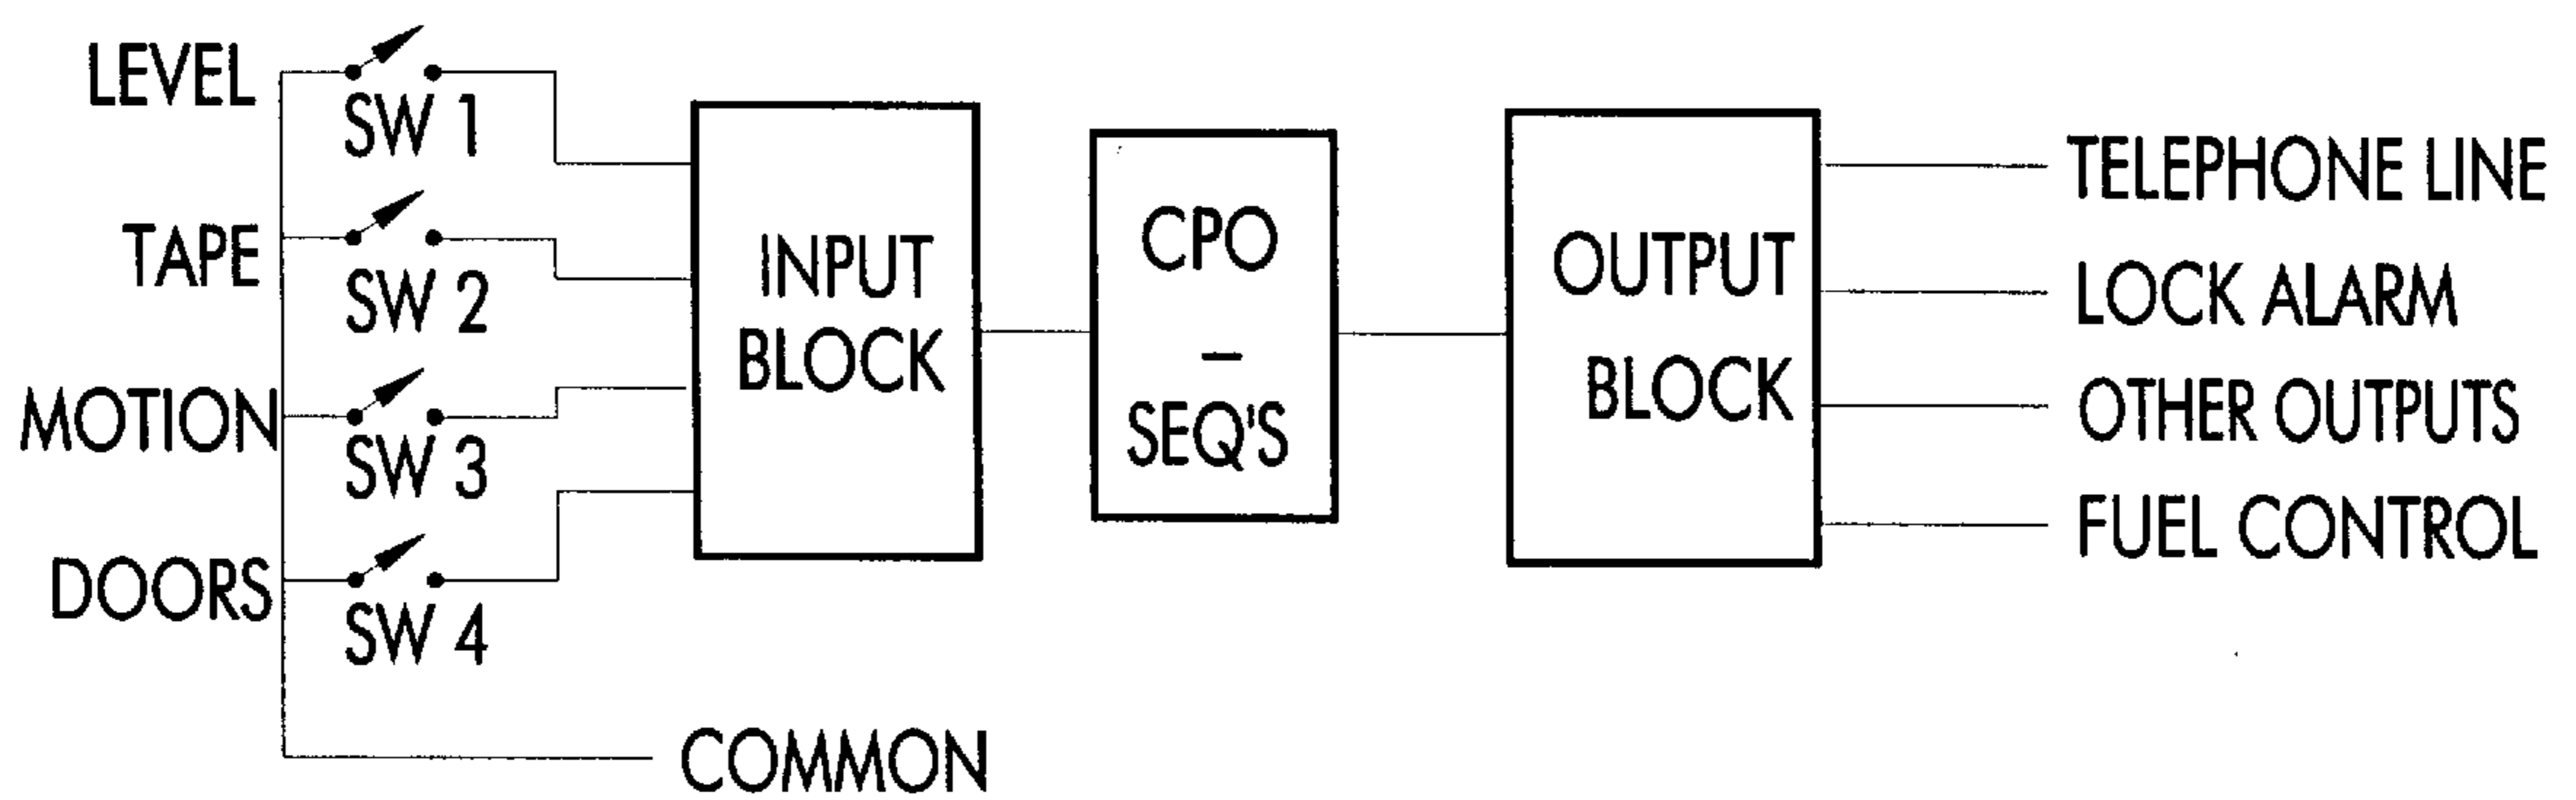 LEVEL
SW 1
TAPE
SW 2
MOTION
SW 3
DOORS
SW 4
COMMON
INPUT
BLOCK
CPO
–
SEQ'S
OUTPUT
BLOCK
TELEPHONE LINE
LOCK ALARM
OTHER OUTPUTS
FUEL CONTROL